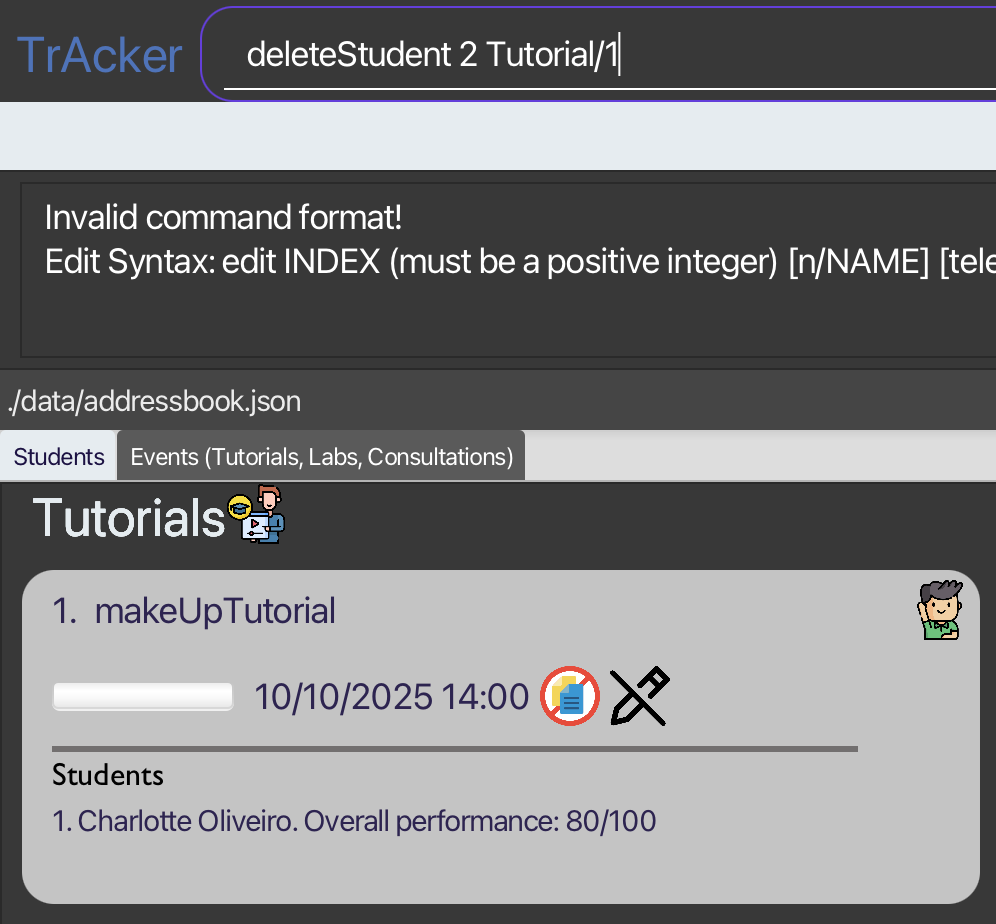 TrAcker
deleteStudent 2 Tutorial/1
Invalid command format!
Edit Syntax: edit INDEX (must be a positive integer) [n/NAME] [tele
./data/addressbook.json
Students
Events (Tutorials, Labs, Consultations)
Tutorials
1. makeUpTutorial
10/10/2025 14:00
Students
1. Charlotte Oliveiro. Overall performance: 80/100